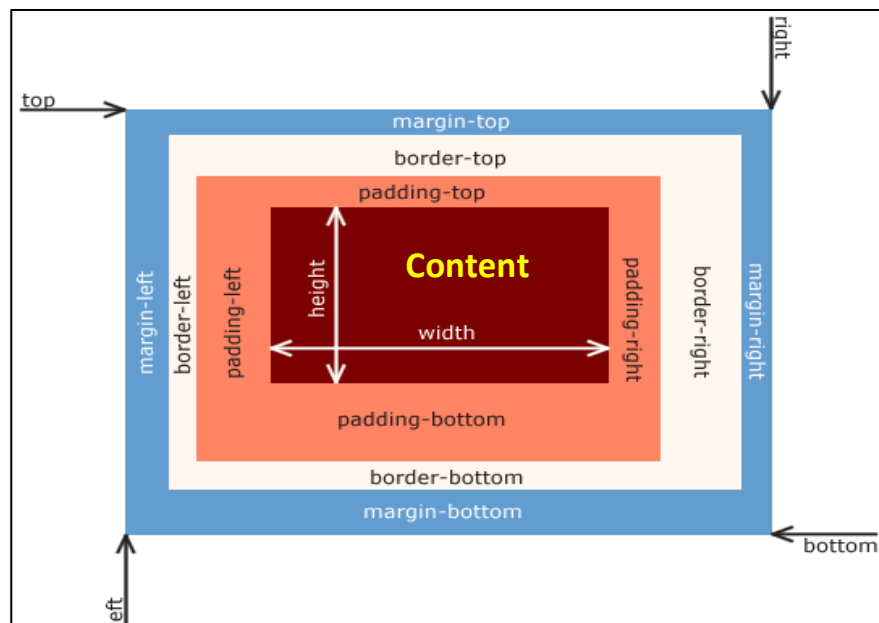 right
top
margin-top
border-top
padding-top
Content
height
width
margin-left
border-left
padding-left
padding-right
border-right
margin-right
padding-bottom
border-bottom
margin-bottom
bottom
eft